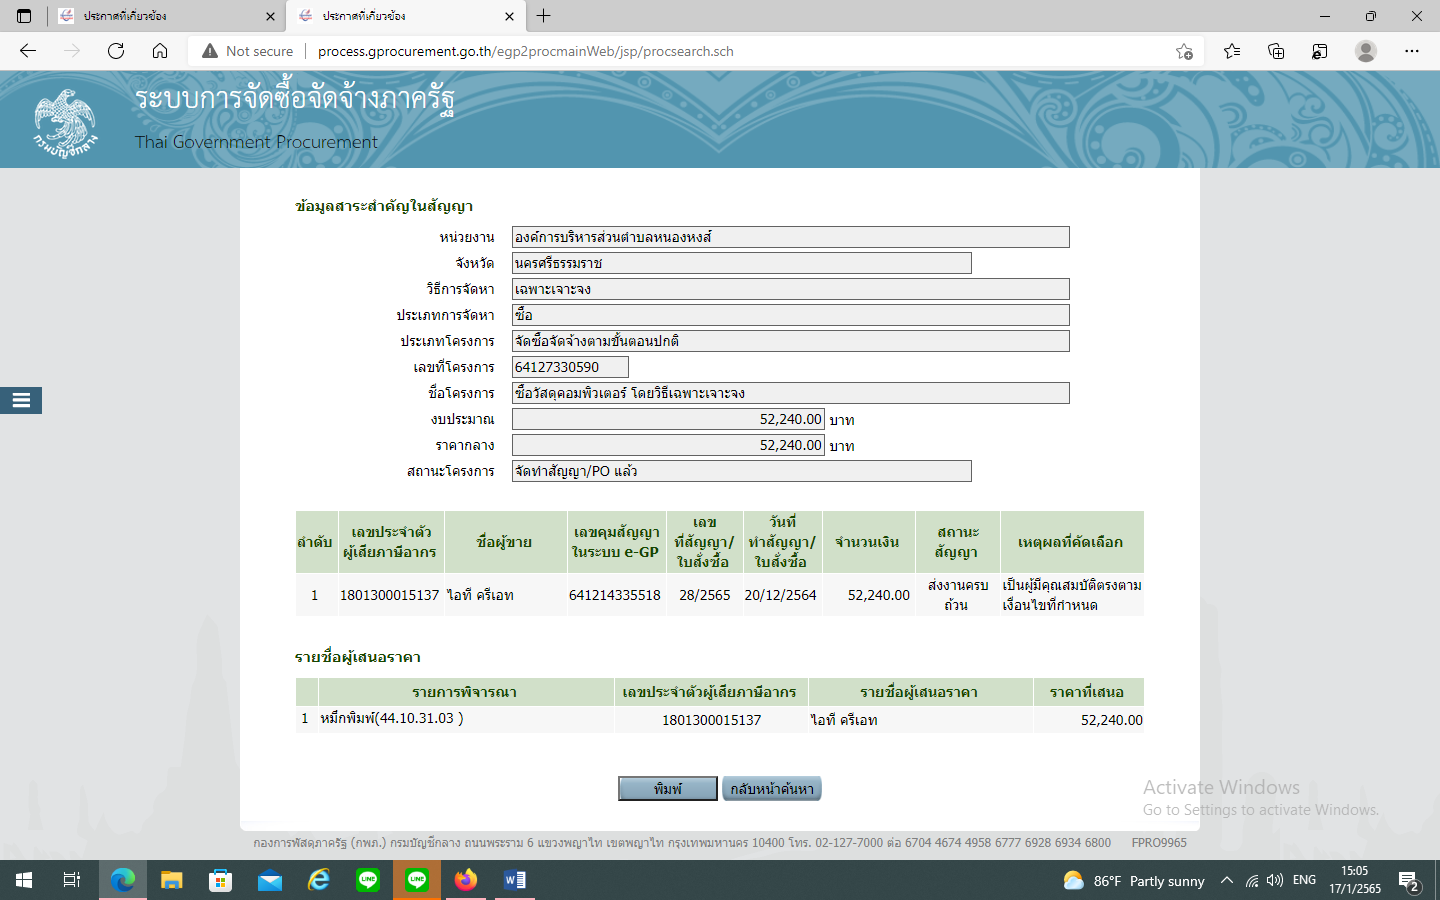 ประกาศที่เกี่ยวข้อง
ประกาศที่เกี่ยวข้อง
Not secure
process.gprocurement.go.th/egp2procmainWeb/jsp/procsearch.sch
กรมบัญชีกลาง
ระบบการจัดซื้อจัดจ้างภาครัฐ
Thai Government Procurement
ข้อมูลสาระสำคัญในสัญญา
หน่วยงาน องค์การบริหารส่วนตำบลหนองหงส์
จังหวัด นครศรีธรรมราช
วิธีการจัดหา เฉพาะเจาะจง
ประเภทการจัดหา ซื้อ
ประเภทโครงการ จัดซื้อจัดจ้างตามขั้นตอนปกติ
เลขที่โครงการ 64127330590
ชื่อโครงการ ซื้อวัสดุคอมพิวเตอร์ โดยวิธีเฉพาะเจาะจง
งบประมาณ 52,240.00 บาท
ราคากลาง 52,240.00 บาท
สถานะโครงการ จัดทำสัญญา/PO แล้ว
ลำดับ เลขประจำตัวผู้เสียภาษีอากร ชื่อผู้ขาย เลขคุมสัญญาในระบบ e-GP เลขที่สัญญา/ใบสั่งซื้อ วันที่ทำสัญญา/ใบสั่งซื้อ จำนวนเงิน สถานะสัญญา เหตุผลที่คัดเลือก
1 1801300015137 ไอที ครีเอท 641214335518 28/2565 20/12/2564 52,240.00 ส่งงานครบถ้วน เป็นผู้มีคุณสมบัติตรงตามเงื่อนไขที่กำหนด
รายชื่อผู้เสนอราคา
รายการพิจารณา เลขประจำตัวผู้เสียภาษีอากร รายชื่อผู้เสนอราคา ราคาที่เสนอ
1 หมึกพิมพ์(44.10.31.03 ) 1801300015137 ไอที ครีเอท 52,240.00
พิมพ์ กลับหน้าค้นหา
Activate Windows
Go to Settings to activate Windows.
กองการพัสดุภาครัฐ (กพภ.) กรมบัญชีกลาง ถนนพระราม 6 แขวงพญาไท เขตพญาไท กรุงเทพมหานคร 10400 โทร. 02-127-7000 ต่อ 6704 4674 4958 6777 6928 6934 6800 FPRO9965
LINE
LINE
86°F Partly sunny
ENG
15:05
17/1/2565
2